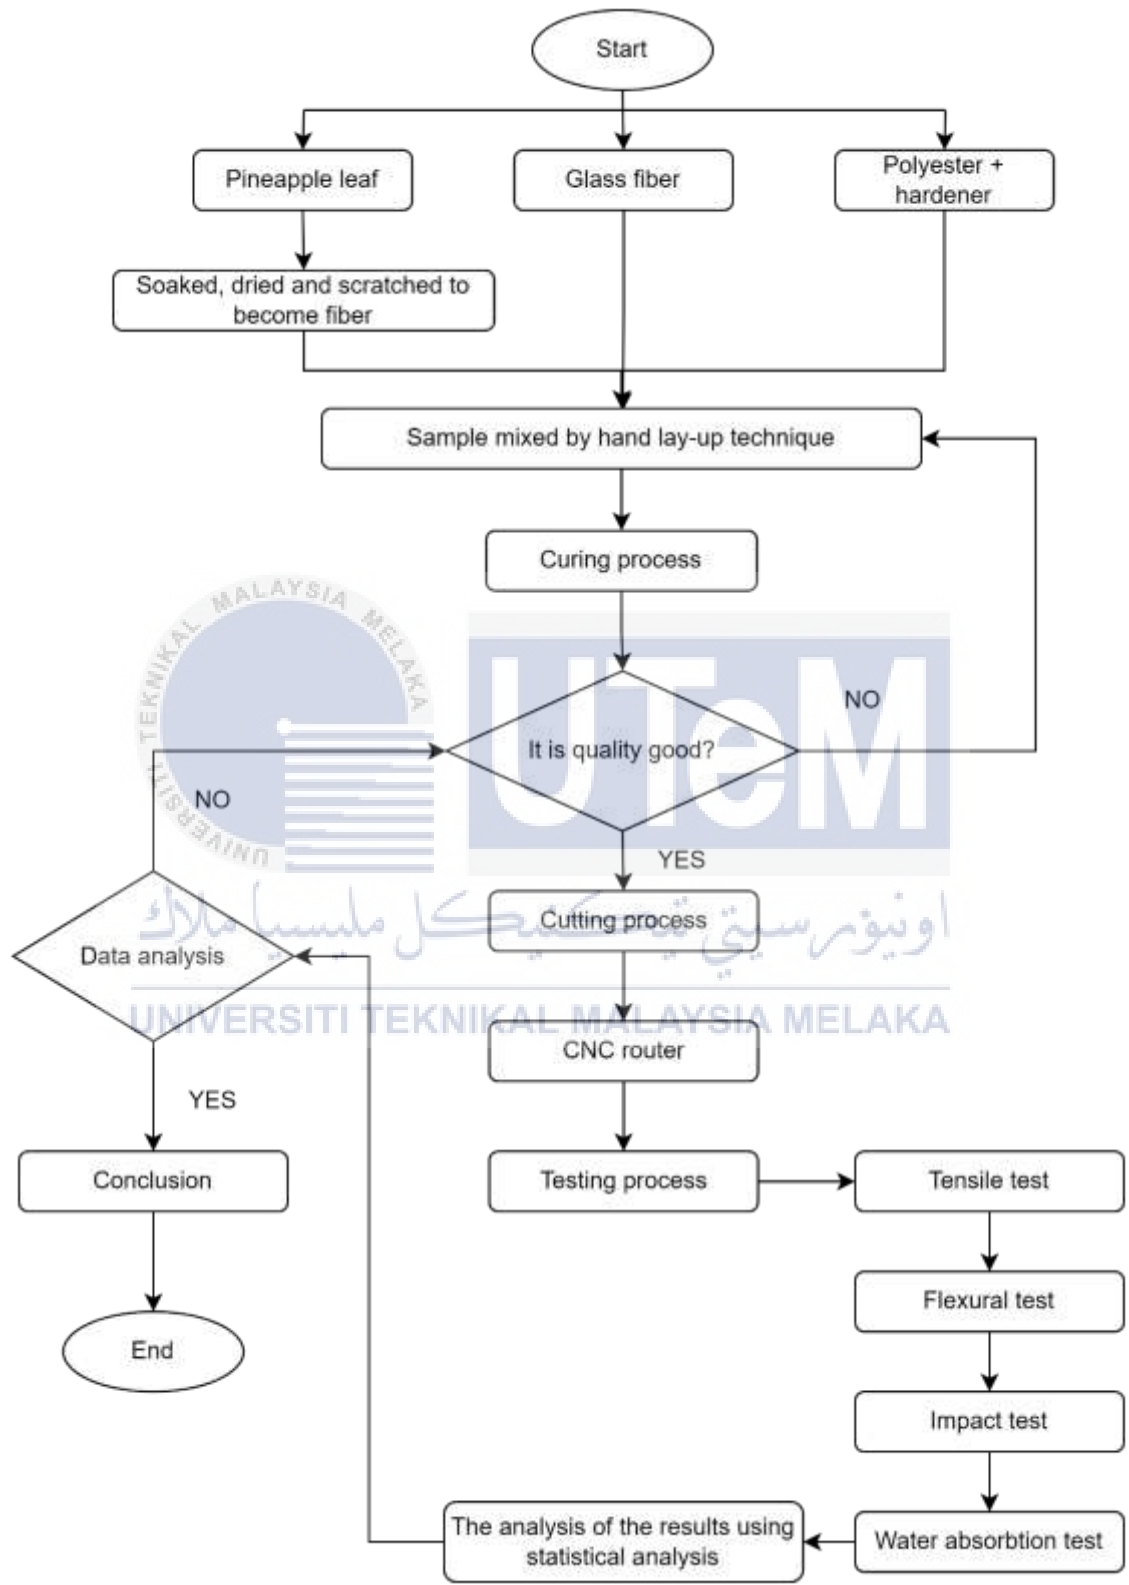 Start
Pineapple leaf
Glass fiber
Polyester +
hardener
Soaked, dried and scratched to
become fiber
Sample mixed by hand lay-up technique
Curing process
UNIVERSITI TEKNIKAL MALAYSIA MELAKA
UTeM
It is quality good?
NO
NO
YES
Cutting process
اونيورسيتي تيكنيكل مليسيا ملاك
Data analysis
UNIVERSITI TEKNIKAL MALAYSIA MELAKA
CNC router
YES
Conclusion
Testing process
Tensile test
Flexural test
End
Impact test
The analysis of the results using
statistical analysis
Water absorbtion test